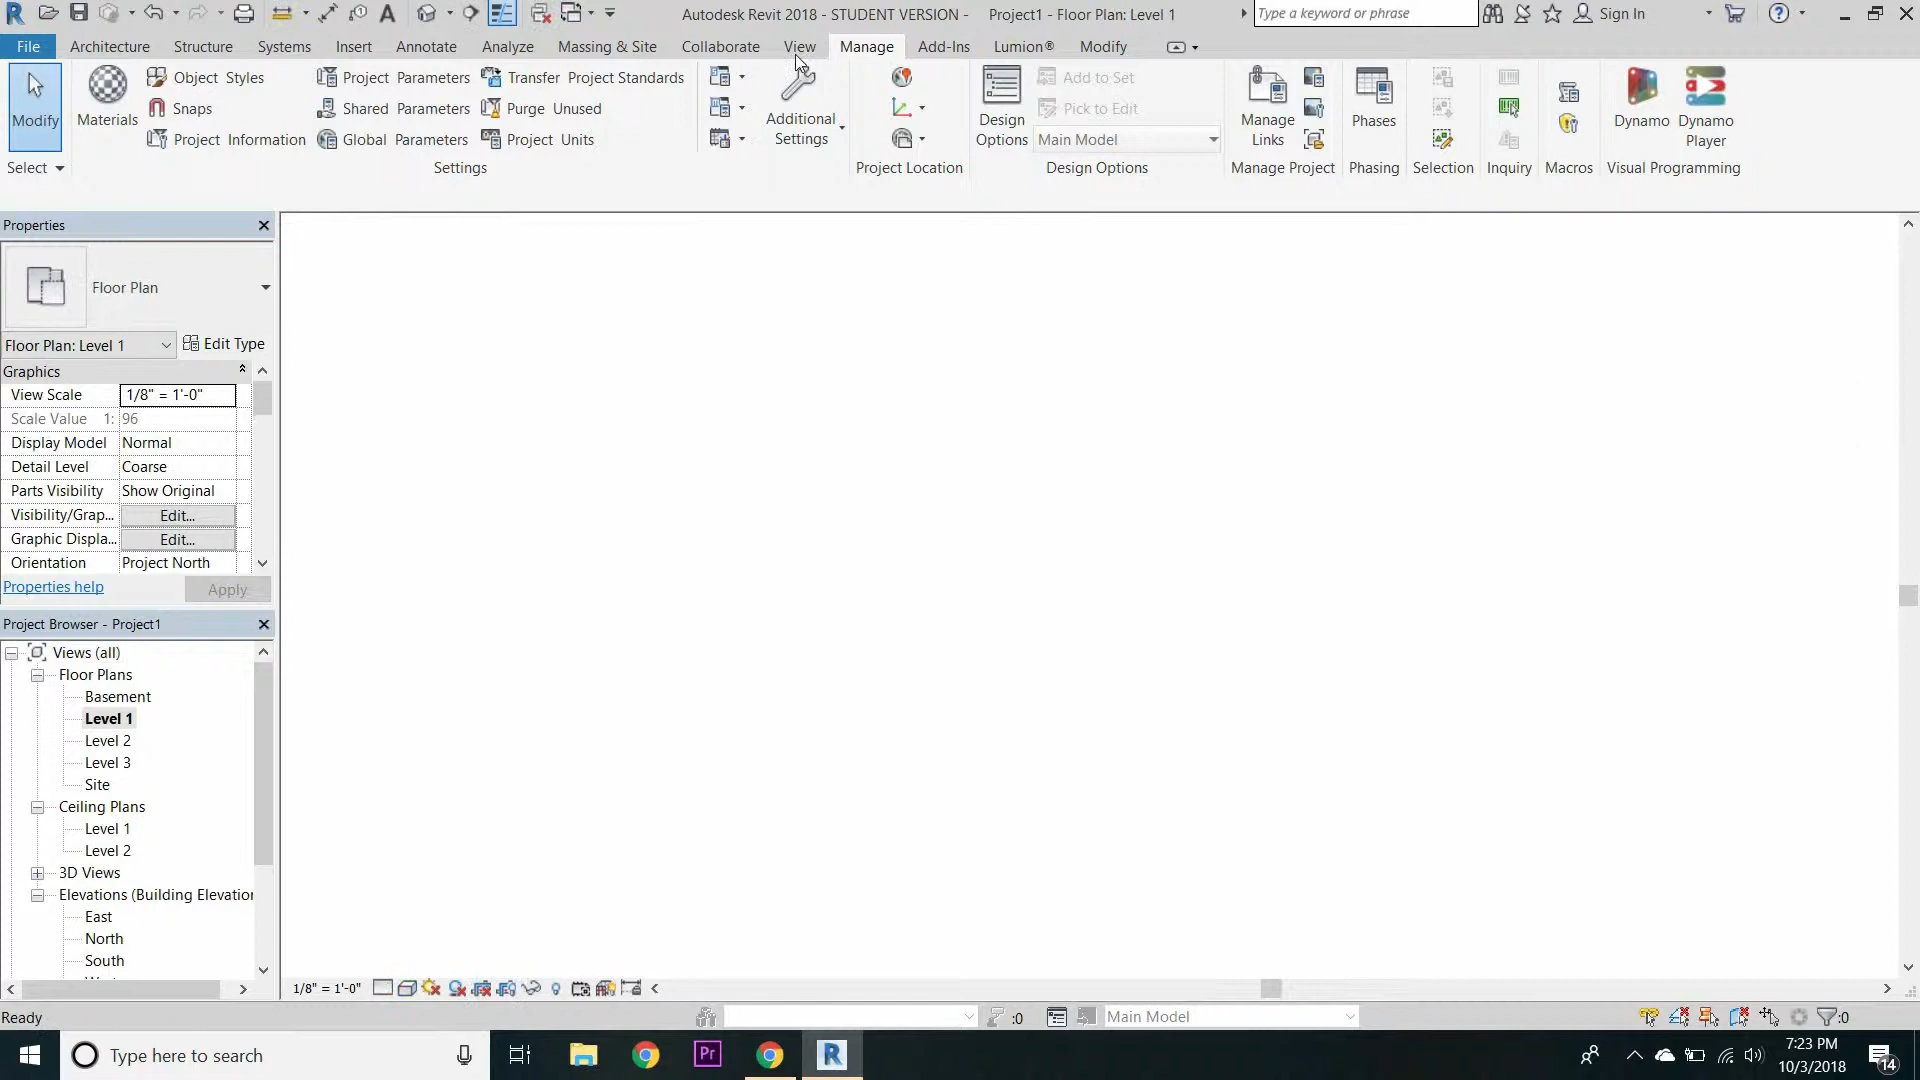 Autodesk Revit 2018 - STUDENT VERSION - Project1 - Floor Plan: Level 1
Type a keyword or phrase
Sign In
File Architecture Structure Systems Insert Annotate Analyze Massing & Site Collaborate View Manage Add-Ins Lumion® Modify
Modify
Materials
Object Styles
Snaps
Project Information
Project Parameters
Shared Parameters
Global Parameters
Transfer Project Standards
Purge Unused
Project Units
Additional Settings
Design Options
Add to Set
Pick to Edit
Main Model
Manage Links
Phases
Dynamo
Dynamo Player
Select Settings Project Location Design Options Manage Project Phasing Selection Inquiry Macros Visual Programming
Properties
Floor Plan
Floor Plan: Level 1 Edit Type
Graphics
View Scale 1/8" = 1'-0"
Scale Value 1: 96
Display Model Normal
Detail Level Coarse
Parts Visibility Show Original
Visibility/Grap... Edit...
Graphic Displa... Edit...
Orientation Project North
Properties help Apply
Project Browser - Project1
Views (all)
Floor Plans
Basement
Level 1
Level 2
Level 3
Site
Ceiling Plans
Level 1
Level 2
3D Views
Elevations (Building Elevation
East
North
South
1/8" = 1'-0"
Ready
:0
Main Model
:0
Type here to search
Pr
R
7:23 PM
10/3/2018
14